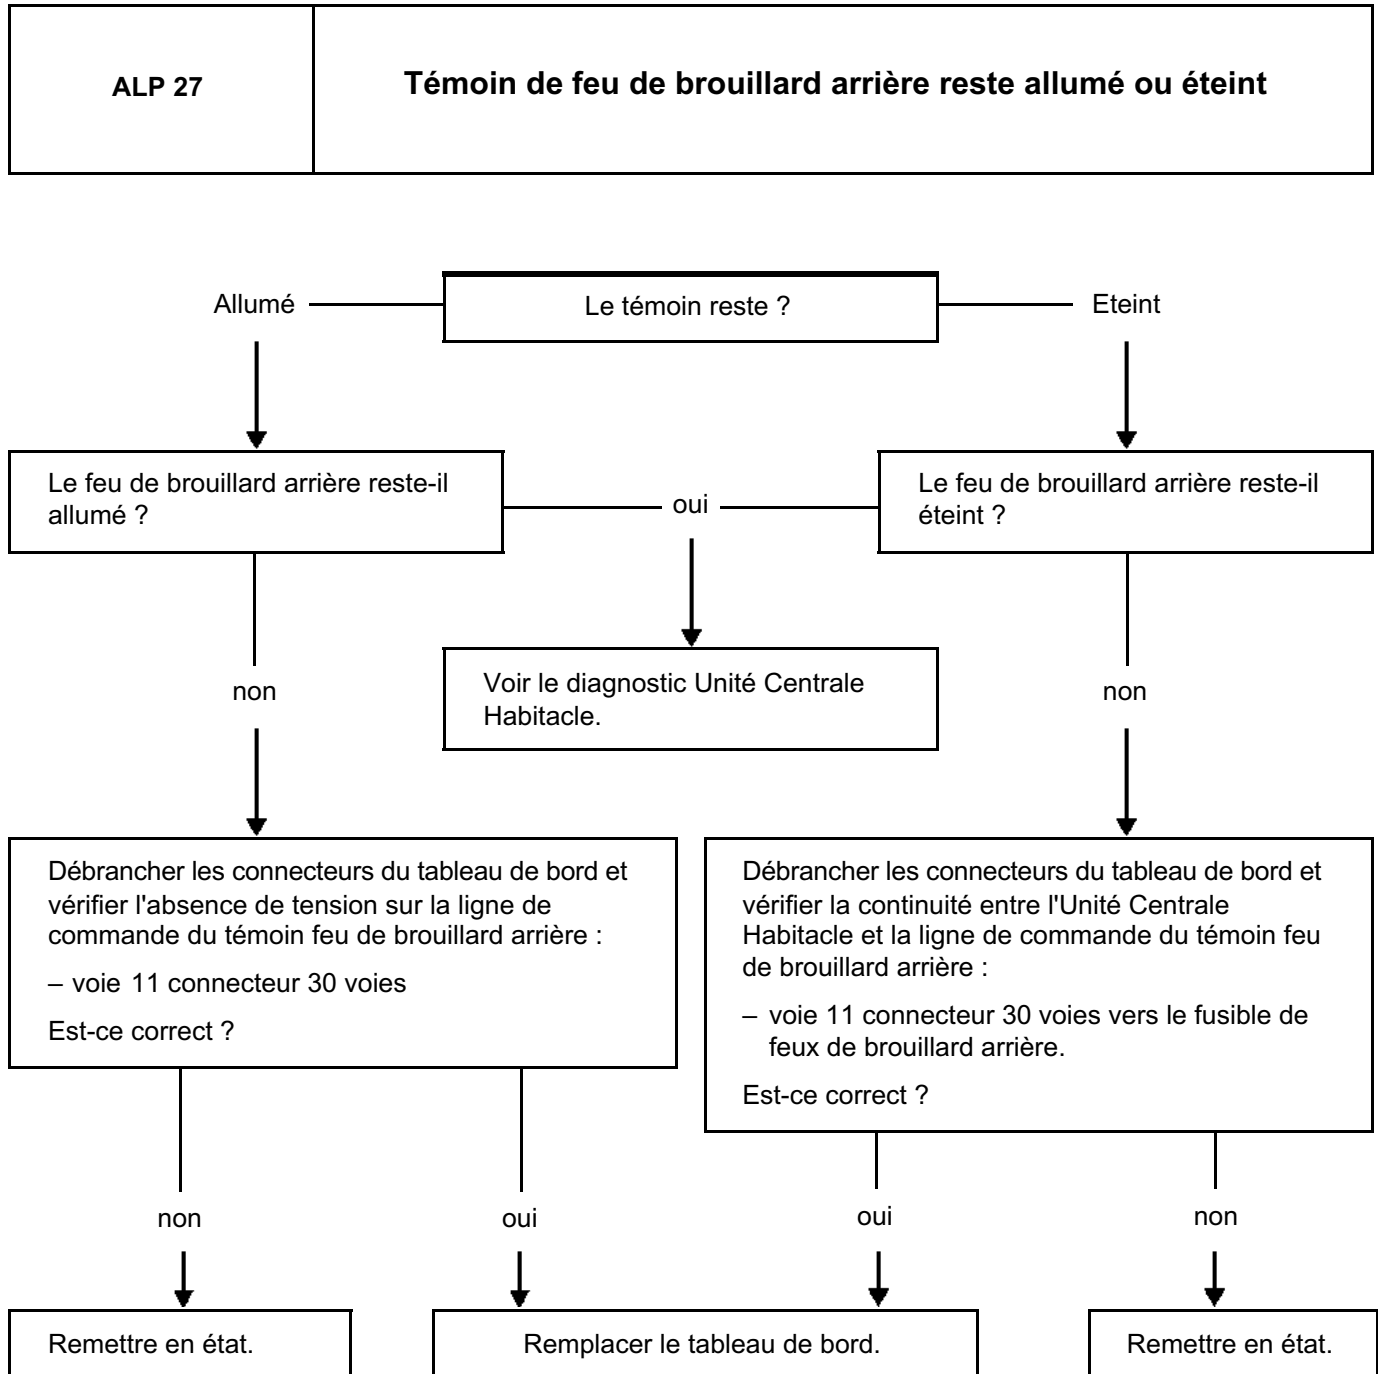 ALP 27
Témoin de feu de brouillard arrière reste allumé ou éteint
Allumé
Le témoin reste ?
Eteint
Le feu de brouillard arrière reste-il
allumé ?
oui
Le feu de brouillard arrière reste-il
éteint ?
non
Voir le diagnostic Unité Centrale
Habitacle.
non
Débrancher les connecteurs du tableau de bord et
vérifier l'absence de tension sur la ligne de
commande du témoin feu de brouillard arrière :
– voie 11 connecteur 30 voies
Est-ce correct ?
Débrancher les connecteurs du tableau de bord et
vérifier la continuité entre l'Unité Centrale
Habitacle et la ligne de commande du témoin feu
de brouillard arrière :
– voie 11 connecteur 30 voies vers le fusible de
feux de brouillard arrière.
Est-ce correct ?
non
oui
oui
non
Remettre en état.
Remplacer le tableau de bord.
Remettre en état.